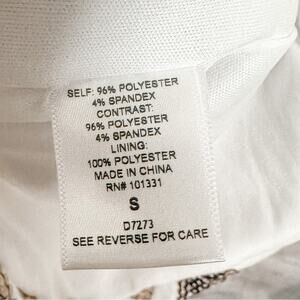 SELF: 96% POLYESTER
4% SPANDEX
CONTRAST:
96% POLYESTER
4% SPANDEX
LINING:
100% POLYESTER
MADE IN CHINA
RN# 101331
S
D7273
SEE REVERSE FOR CARE